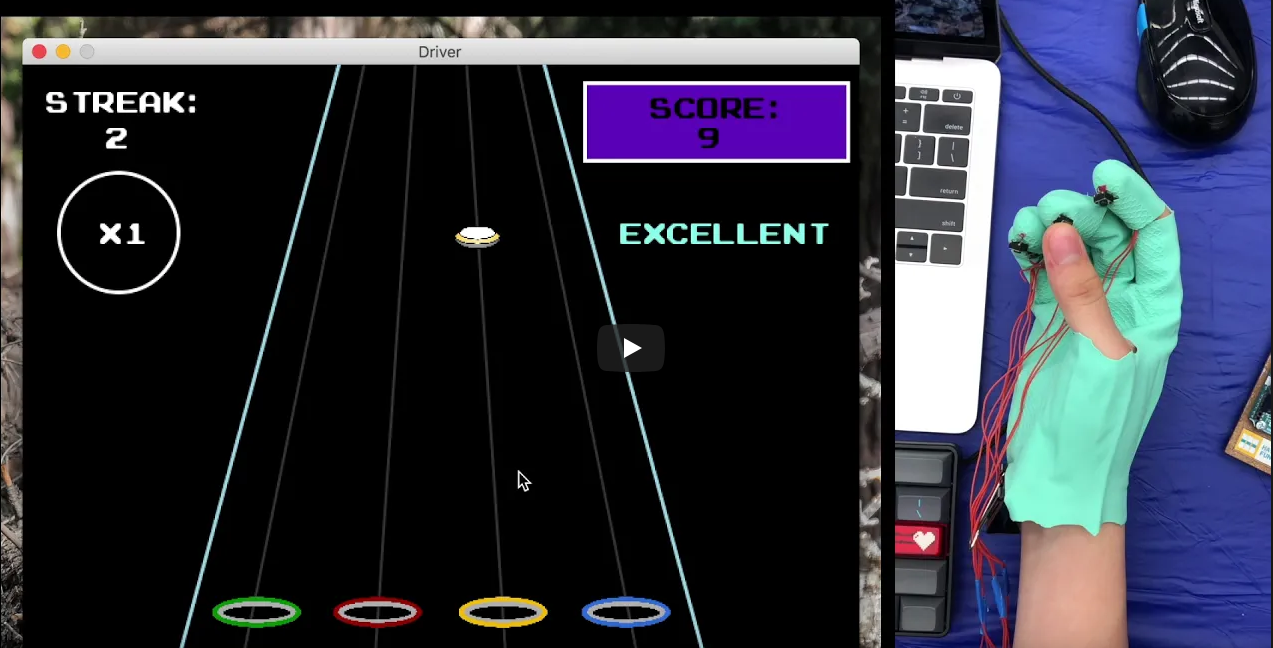 Driver
STREAK:
2
X1
SCORE:
9
EXCELLENT
delete
return
shift